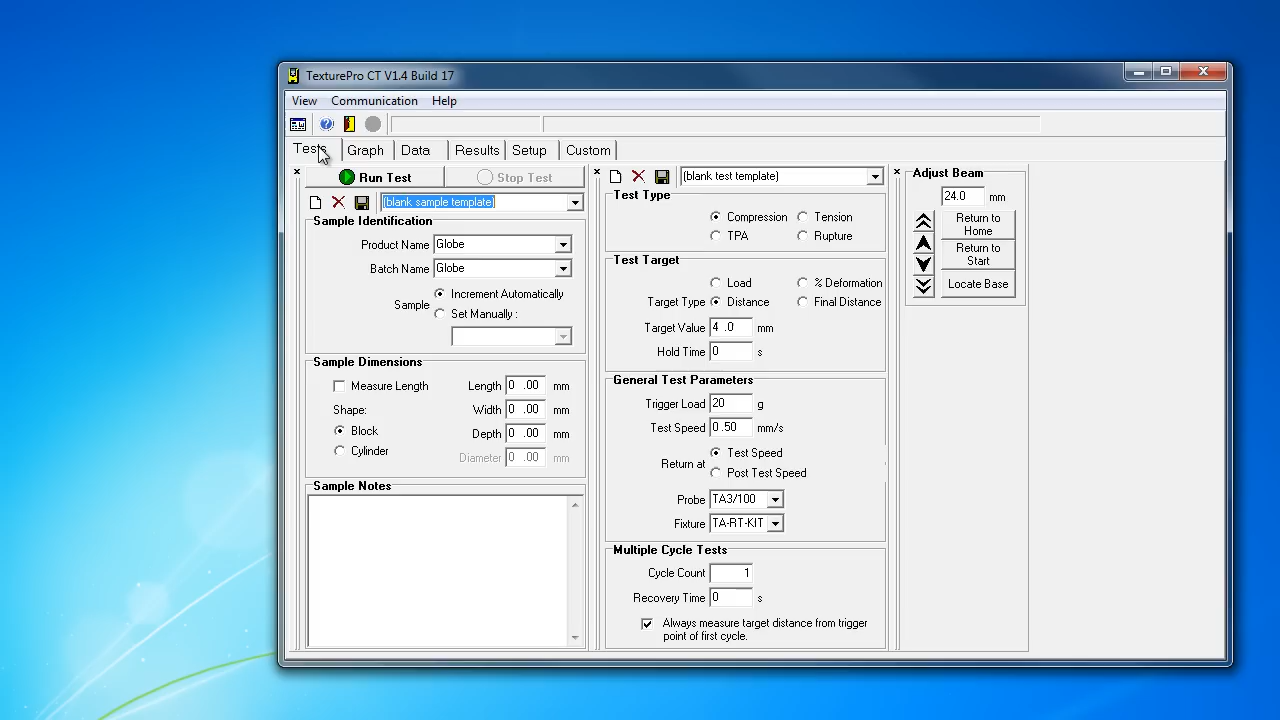 TexturePro CT V1.4 Build 17
View Communication Help
Tests Graph Data Results Setup Custom
Run Test Stop Test
(blank sample template)
Sample Identification
Product Name Globe
Batch Name Globe
Sample Increment Automatically
Set Manually :
Sample Dimensions
Measure Length Length 0 .00 mm
Shape: Width 0 .00 mm
Block Depth 0 .00 mm
Cylinder Diameter 0 .00 mm
Sample Notes
(blank test template)
Test Type
Compression Tension
TPA Rupture
Test Target
Load % Deformation
Target Type Distance Final Distance
Target Value 4 .0 mm
Hold Time 0 s
General Test Parameters
Trigger Load 20 g
Test Speed 0.50 mm/s
Return at Test Speed
Post Test Speed
Probe TA3/100
Fixture TA-RT-KIT
Multiple Cycle Tests
Cycle Count 1
Recovery Time 0 s
Always measure target distance from trigger
point of first cycle.
Adjust Beam
24.0 mm
Return to
Home
Return to
Start
Locate Base